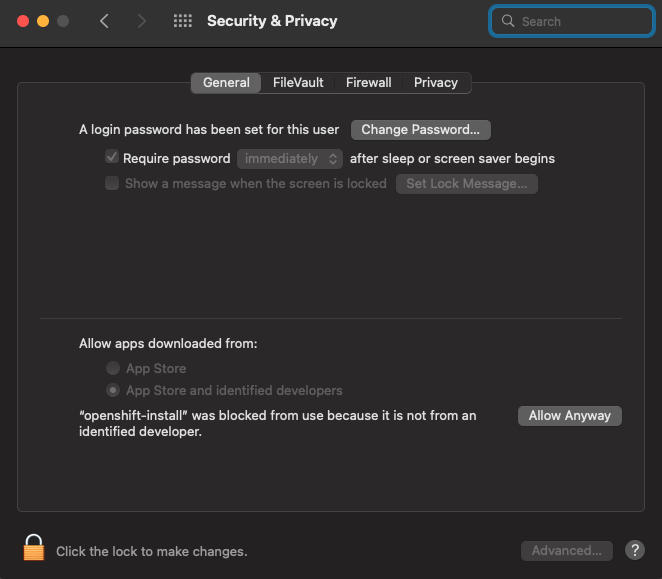 Security & Privacy
Search
General FileVault Firewall Privacy
A login password has been set for this user Change Password...
Require password immediately after sleep or screen saver begins
Show a message when the screen is locked Set Lock Message...
Allow apps downloaded from:
App Store
App Store and identified developers
“openshift-install” was blocked from use because it is not from an
identified developer.
Allow Anyway
Click the lock to make changes.
Advanced...
?